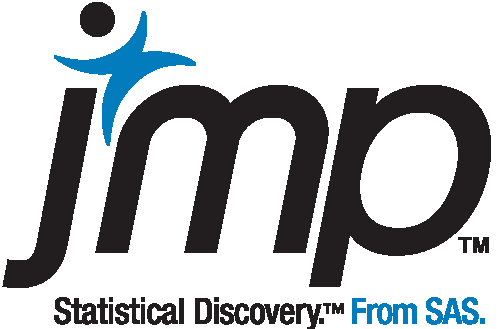 jmp™
Statistical Discovery.™ From SAS.